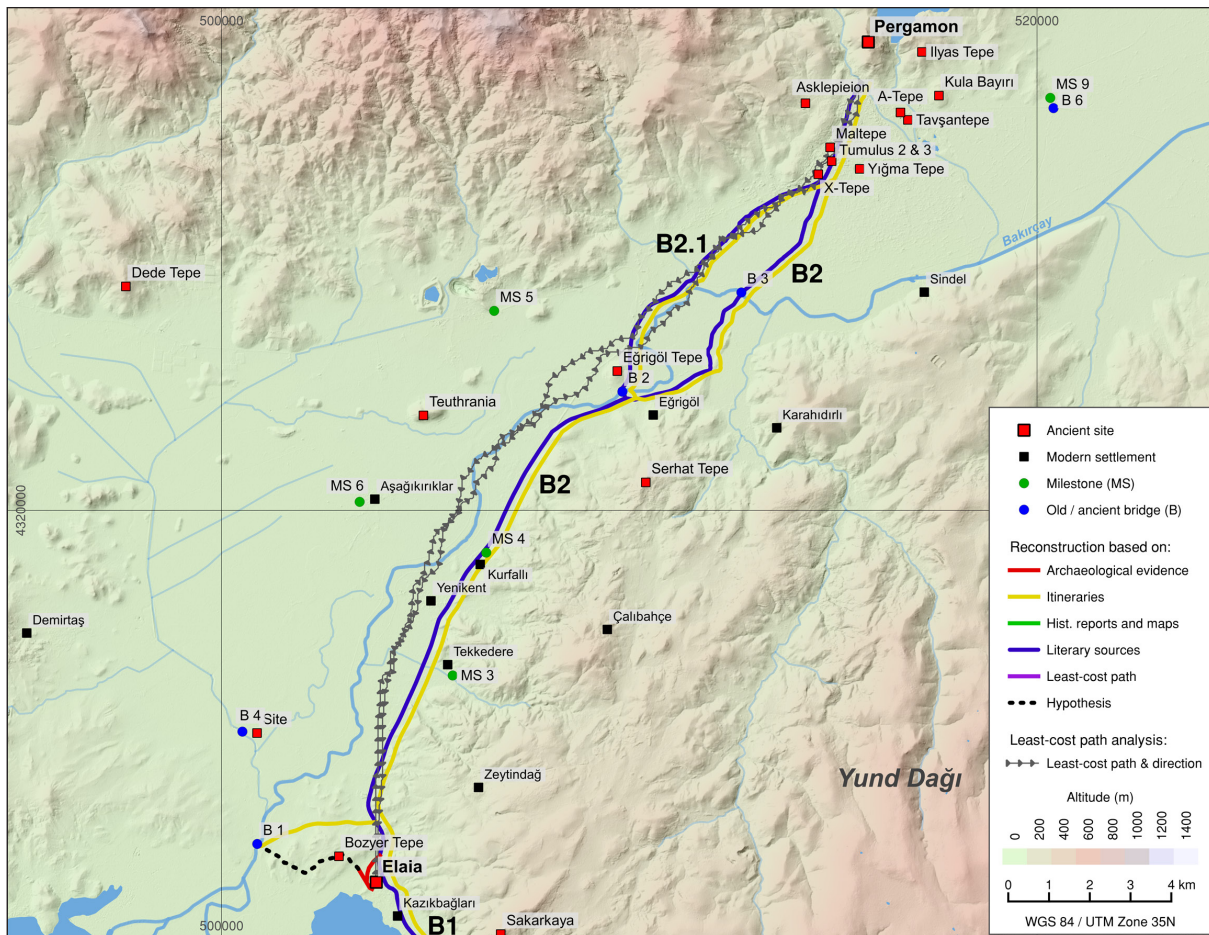 500000
520000
Pergamon
Ilyas Tepe
Asklepieion
A-Tepe
Kula Bayırı
MS 9
B 6
Tavşantepe
Maltepe
Tumulus 2 & 3
Yığma Tepe
X-Tepe
B2.1
Bakırçay
Dede Tepe
MS 5
B 3
B2
Sindel
Eğrigöl Tepe
B 2
Teuthrania
Eğrigöl
Karahıdırlı
Serhat Tepe
B2
MS 6
Aşağıkırıklar
4320000
MS 4
Kurfallı
Yenikent
Demirtaş
Çalıbahçe
Tekkedere
MS 3
B 4
Site
Zeytindağ
Yund Dağı
B 1
Bozyer Tepe
Elaia
Kazıkbağları
B1
Sakarkaya
500000
Ancient site
Modern settlement
Milestone (MS)
Old / ancient bridge (B)
Reconstruction based on:
Archaeological evidence
Itineraries
Hist. reports and maps
Literary sources
Least-cost path
Hypothesis
Least-cost path analysis:
Least-cost path & direction
Altitude (m)
0 200 400 600 800 1000 1200 1400
0 1 2 3 4 km
WGS 84 / UTM Zone 35N